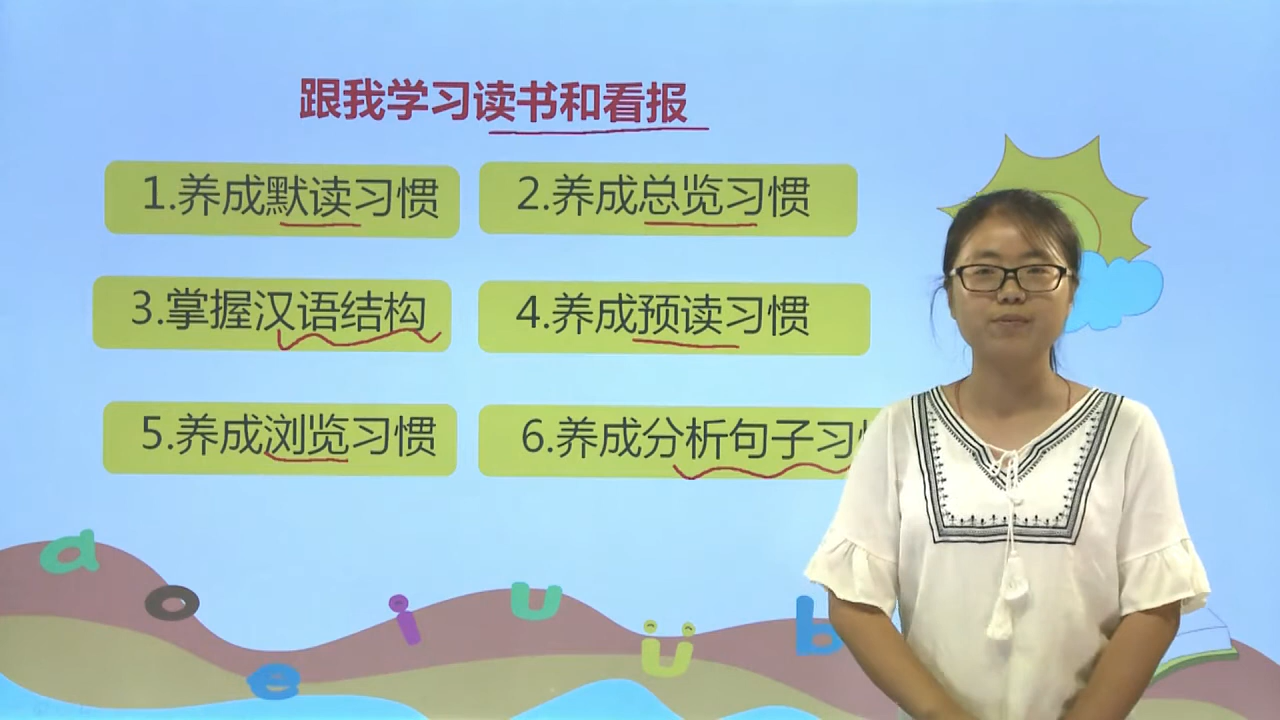 跟我学习读书和看报
1.养成默读习惯
2.养成总览习惯
3.掌握汉语结构
4.养成预读习惯
5.养成浏览习惯
6.养成分析句子习
a
o
e
i
u
ü
b